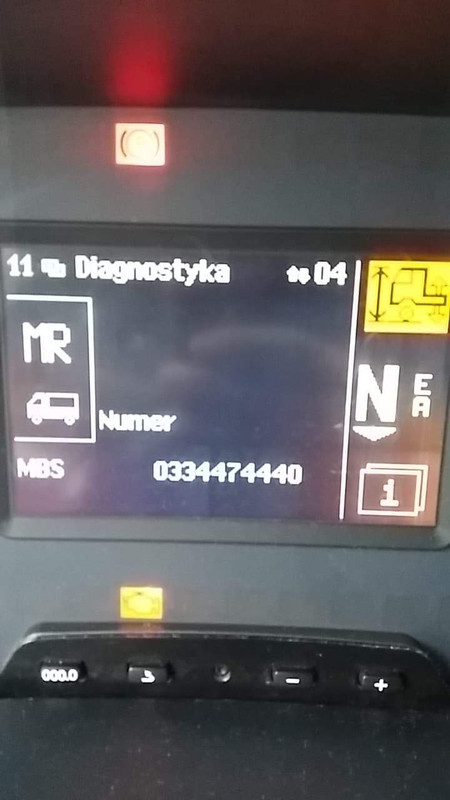 11 Diagnostyka 04
MR
N E
A
Numer
MBS 0334474440
i
000.0 - +